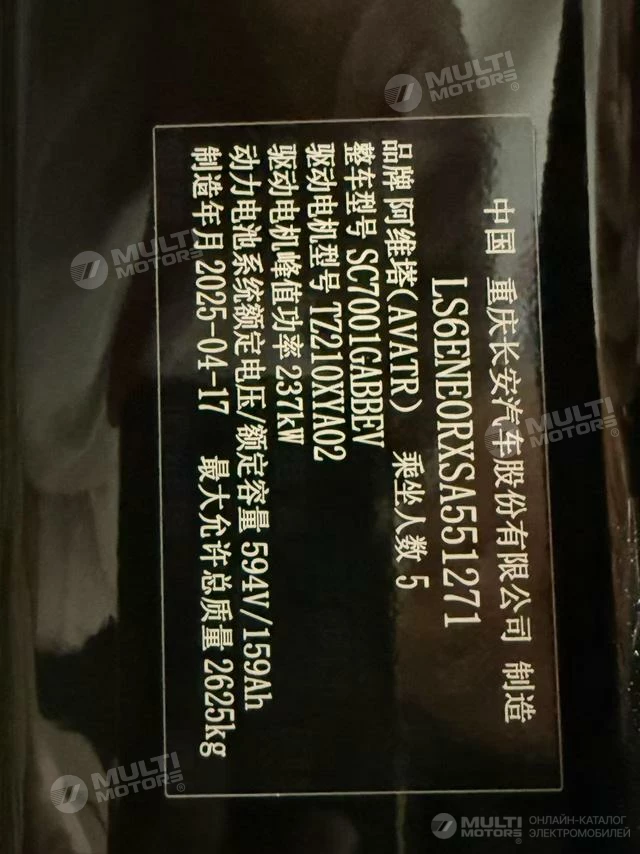 中国 重庆长安汽车股份有限公司 制造
LS6ENE0RXSA551271
品牌 阿维塔(AVATR) 乘坐人数 5
整车型号 SC7001GABBEV
驱动电机型号 TZ210XYA02
驱动电机峰值功率 237kW
动力电池系统额定电压/额定容量 594V/159Ah
制造年月 2025-04-17 最大允许总质量 2625kg
MULTI MOTORS®
MULTI MOTORS®
MULTI MOTORS®
MULTI MOTORS®
MULTI MOTORS® ОНЛАЙН-КАТАЛОГ ЭЛЕКТРОМОБИЛЕЙ